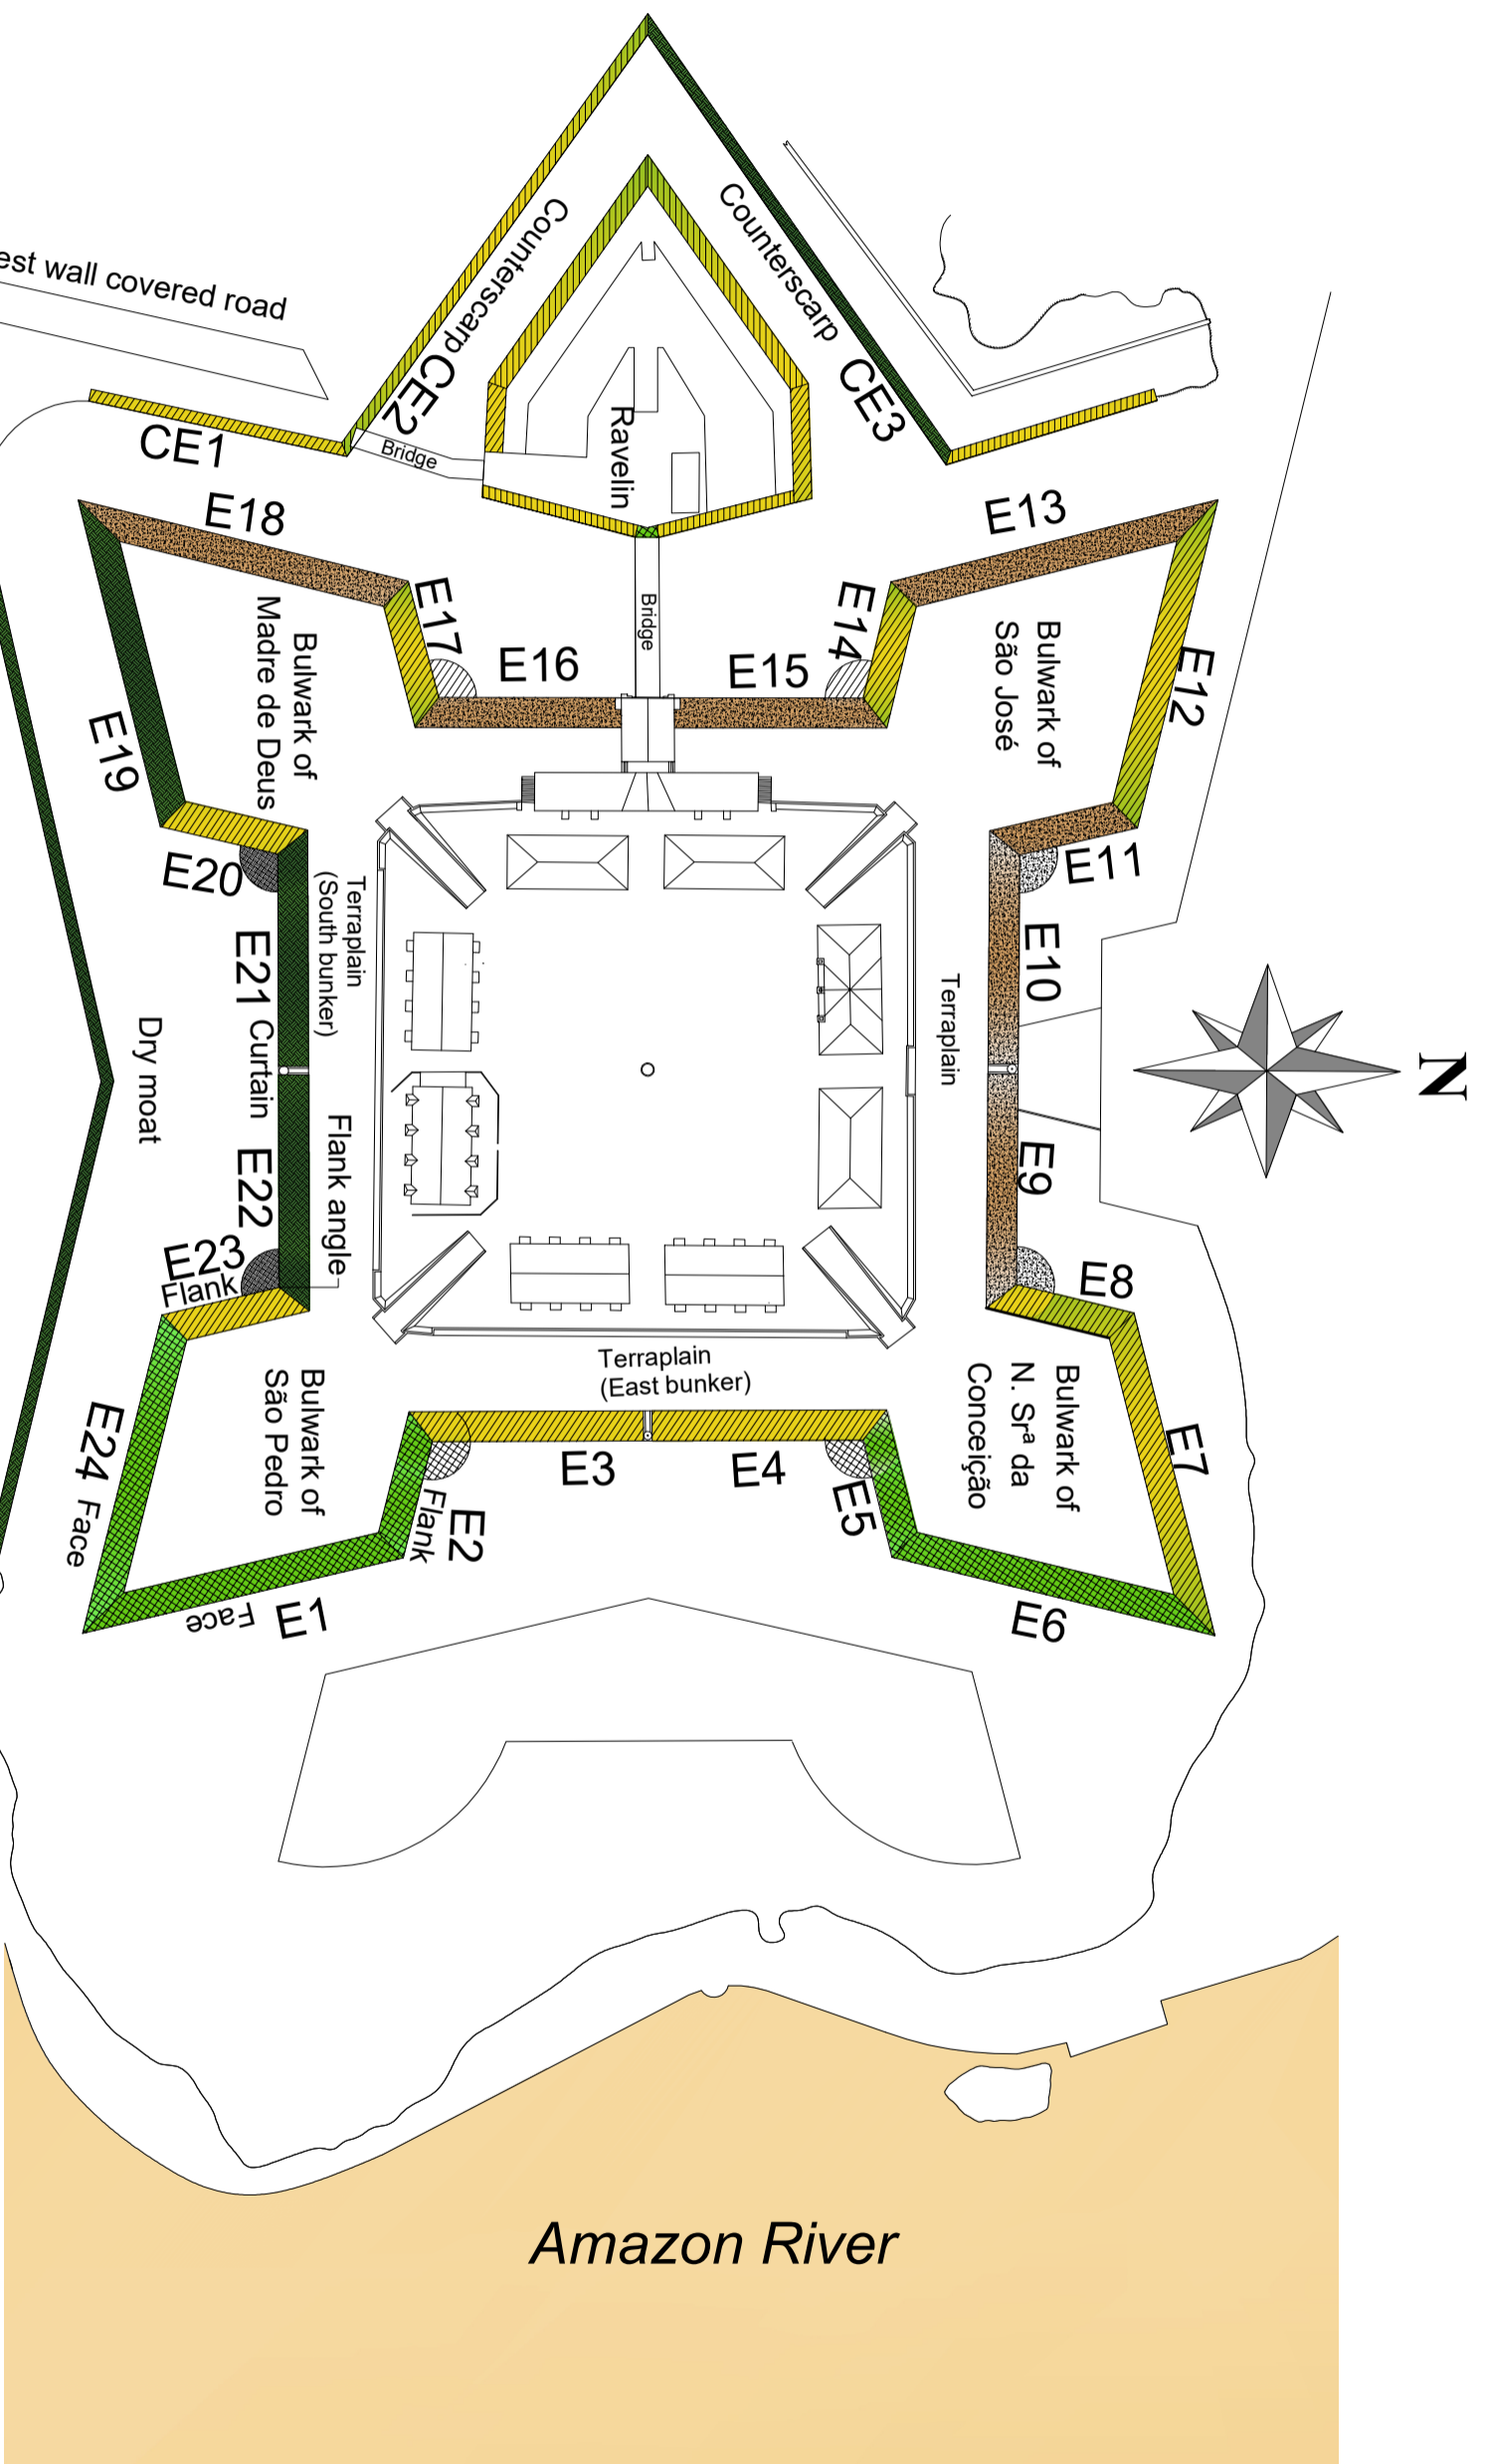 est wall covered road
CE1
Counterscarp CE2
Counterscarp CE3
Bridge
Ravelin
Bridge
E18
E17
E16
E15
E14
E13
E12
E11
E10
E9
E8
E7
E6
E5
E4
E3
E2
Flank
E1
Face
E24 Face
E23
Flank
E22
E21 Curtain
E20
E19
Flank angle
Bulwark of
Madre de Deus
Bulwark of
São José
Bulwark of
São Pedro
Bulwark of
N. Srª da
Conceição
Terraplain
(South bunker)
Terraplain
Terraplain
(East bunker)
Dry moat
N
Amazon River